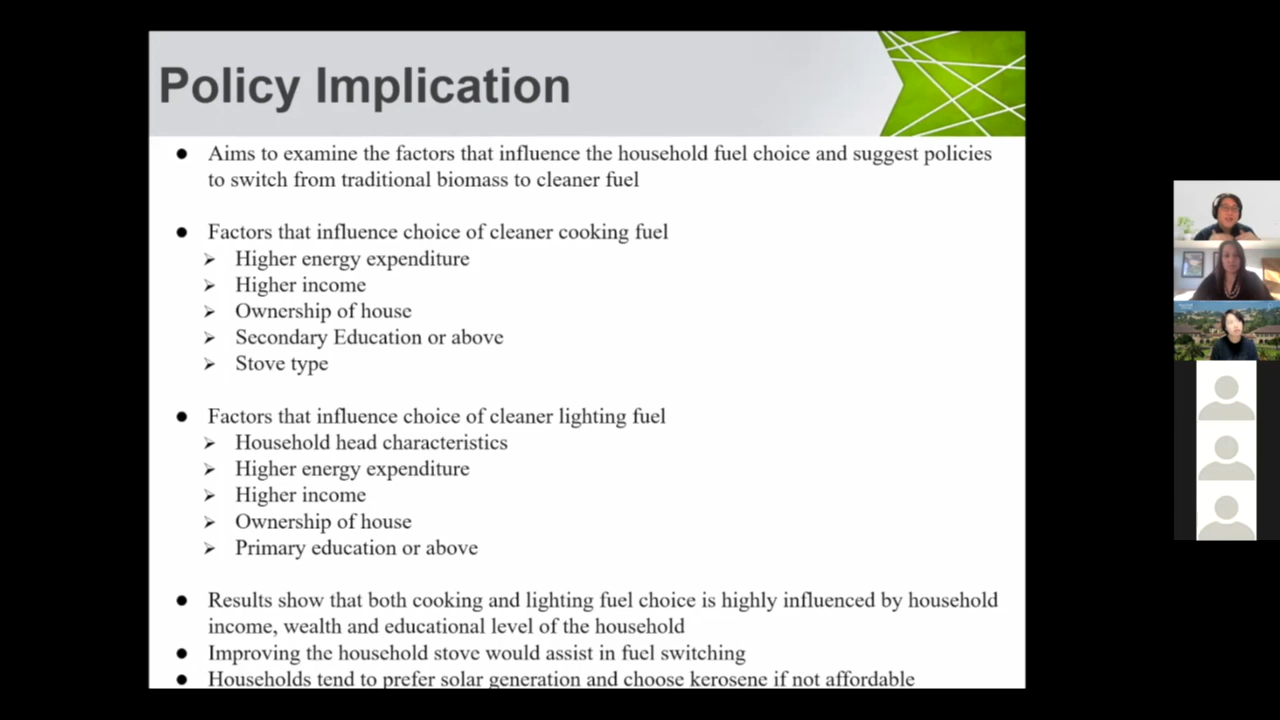 Policy Implication
● Aims to examine the factors that influence the household fuel choice and suggest policies
to switch from traditional biomass to cleaner fuel
● Factors that influence choice of cleaner cooking fuel
➢ Higher energy expenditure
➢ Higher income
➢ Ownership of house
➢ Secondary Education or above
➢ Stove type
● Factors that influence choice of cleaner lighting fuel
➢ Household head characteristics
➢ Higher energy expenditure
➢ Higher income
➢ Ownership of house
➢ Primary education or above
● Results show that both cooking and lighting fuel choice is highly influenced by household
income, wealth and educational level of the household
● Improving the household stove would assist in fuel switching
● Households tend to prefer solar generation and choose kerosene if not affordable